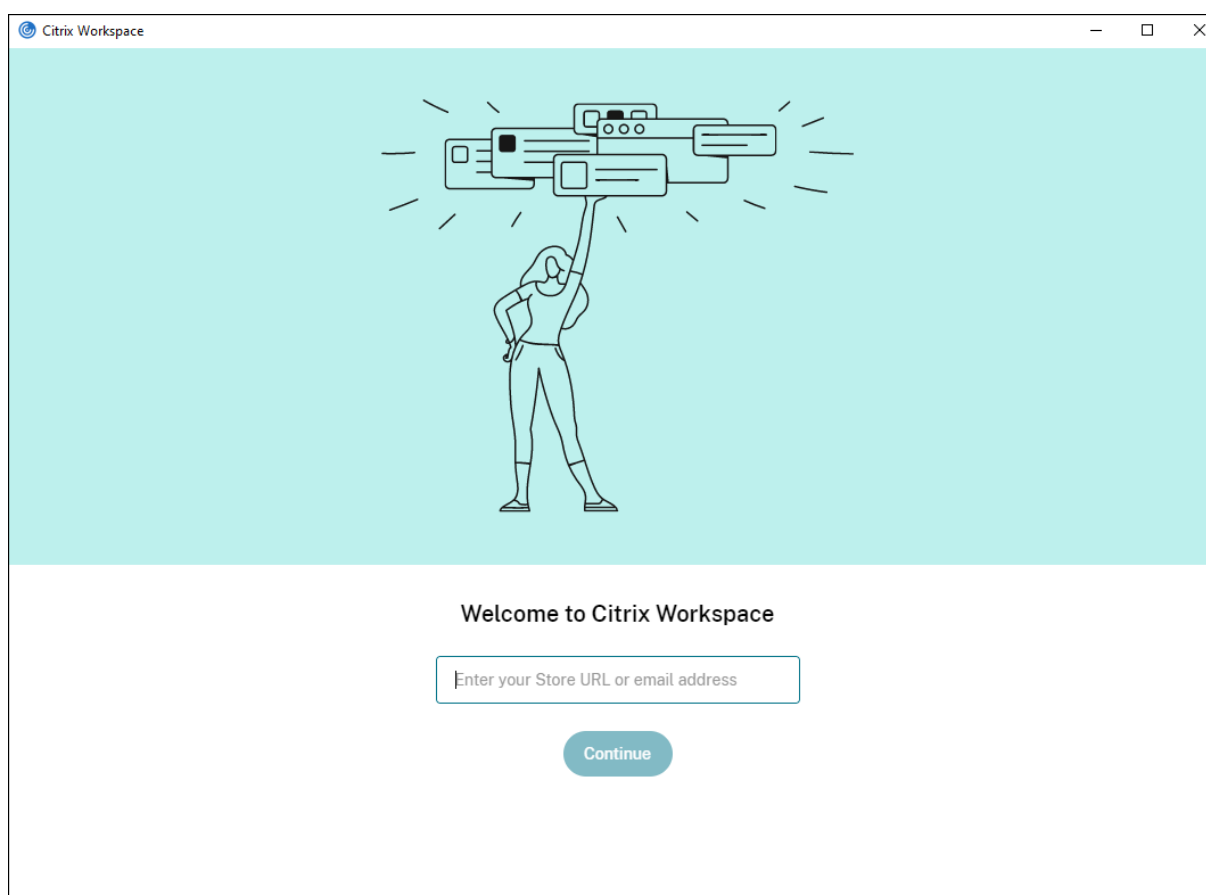 Citrix Workspace
Welcome to Citrix Workspace
Enter your Store URL or email address
Continue